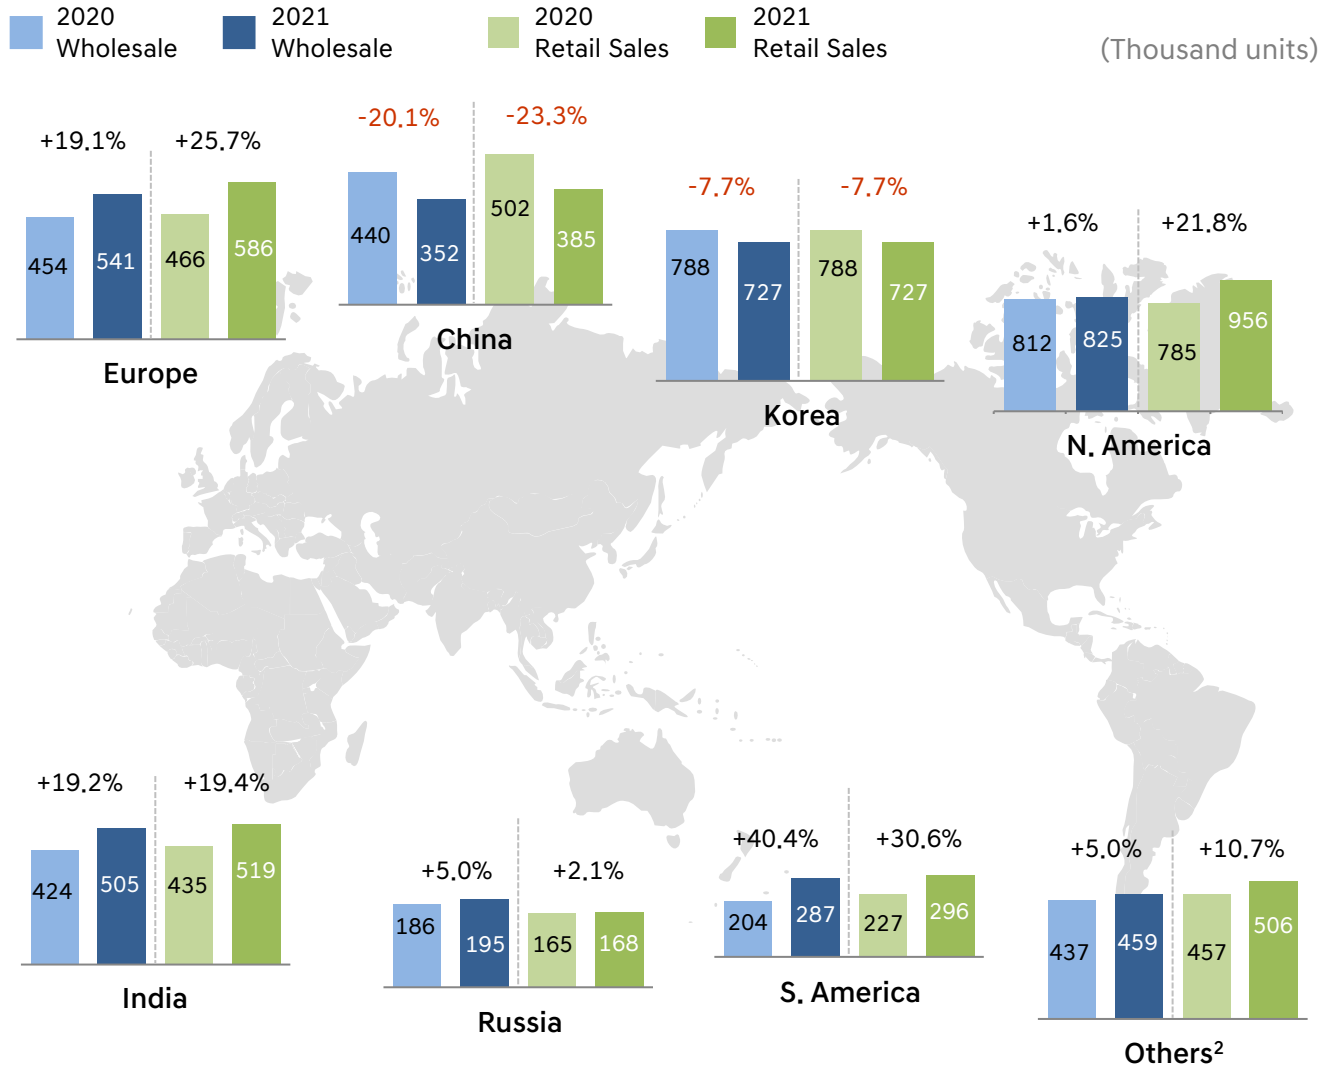 2020
Wholesale
2021
Wholesale
2020
Retail Sales
2021
Retail Sales
(Thousand units)
+19.1% +25.7%
454 541 466 586
Europe
-20.1% -23.3%
440 352 502 385
China
-7.7% -7.7%
788 727 788 727
Korea
+1.6% +21.8%
812 825 785 956
N. America
+19.2% +19.4%
424 505 435 519
India
+5.0% +2.1%
186 195 165 168
Russia
+40.4% +30.6%
204 287 227 296
S. America
+5.0% +10.7%
437 459 457 506
Others²